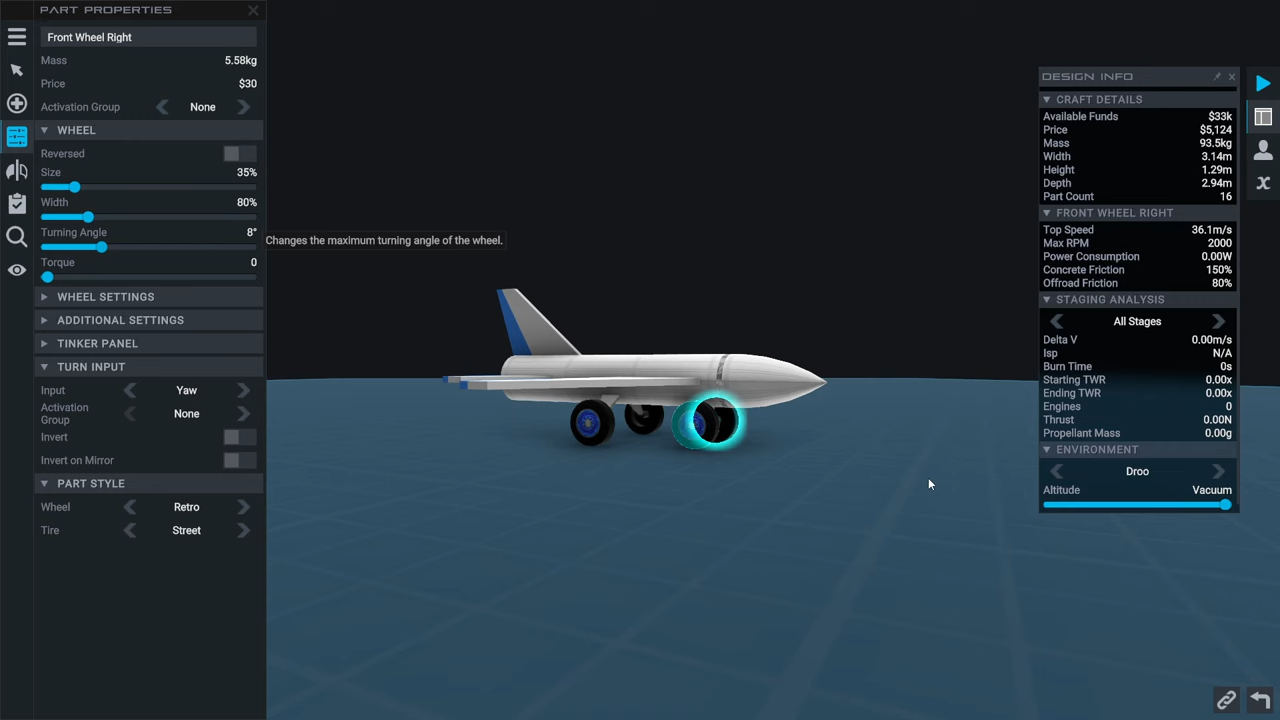 PART PROPERTIES
Front Wheel Right
Mass 5.58kg
Price $30
Activation Group None
WHEEL
Reversed
Size 35%
Width 80%
Turning Angle 8°
Changes the maximum turning angle of the wheel.
Torque 0
WHEEL SETTINGS
ADDITIONAL SETTINGS
TINKER PANEL
TURN INPUT
Input Yaw
Activation
Group None
Invert
Invert on Mirror
PART STYLE
Wheel Retro
Tire Street
DESIGN INFO
CRAFT DETAILS
Available Funds $33k
Price $5,124
Mass 93.5kg
Width 3.14m
Height 1.29m
Depth 2.94m
Part Count 16
FRONT WHEEL RIGHT
Top Speed 36.1m/s
Max RPM 2000
Power Consumption 0.00W
Concrete Friction 150%
Offroad Friction 80%
STAGING ANALYSIS
All Stages
Delta V 0.00m/s
Isp N/A
Burn Time 0s
Starting TWR 0.00x
Ending TWR 0.00x
Engines 0
Thrust 0.00N
Propellant Mass 0.00g
ENVIRONMENT
Droo
Altitude Vacuum